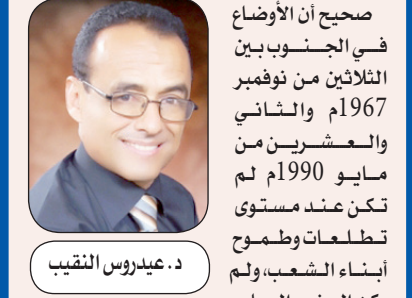 صحيح أن الأوضاع
في الجنوب بين
الثلاثين من نوفمبر
1967م والثاني
والعشرين من
مايو 1990م لم
تكن عند مستوى
تطلعات وطموح
أبناء الشعب، ولم
د. عيدروس النقيب